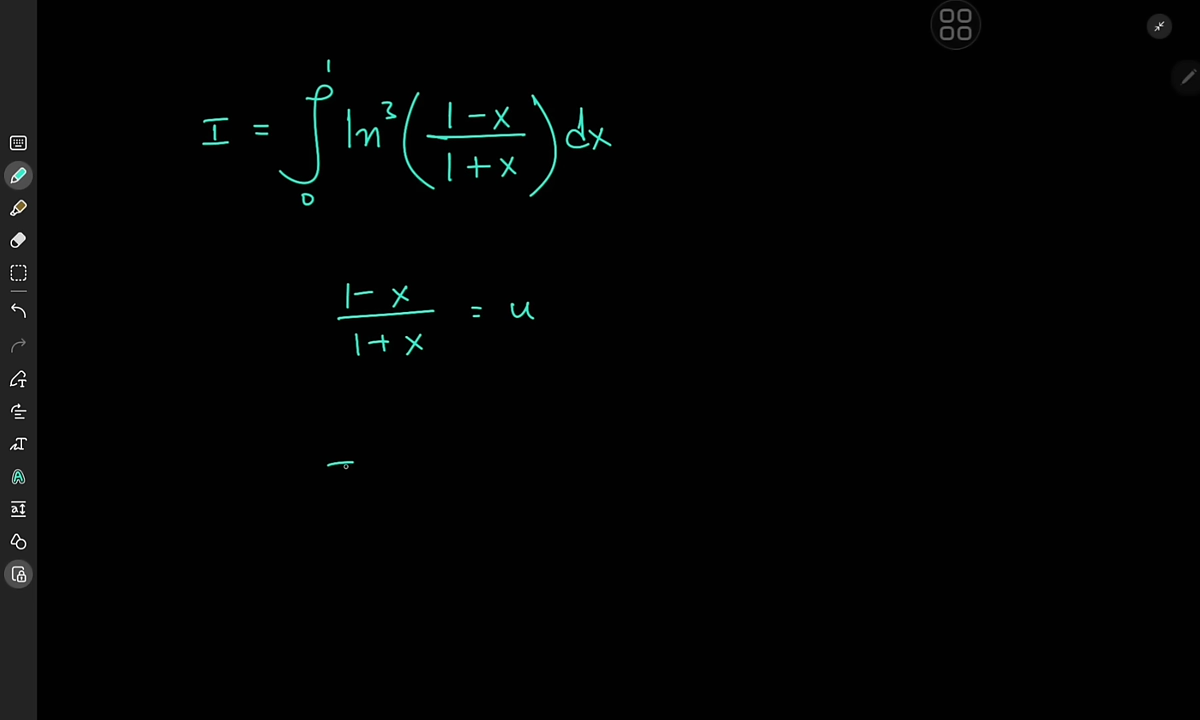 I = ∫₀¹ ln³((1-x)/(1+x)) dx
(1-x)/(1+x) = u